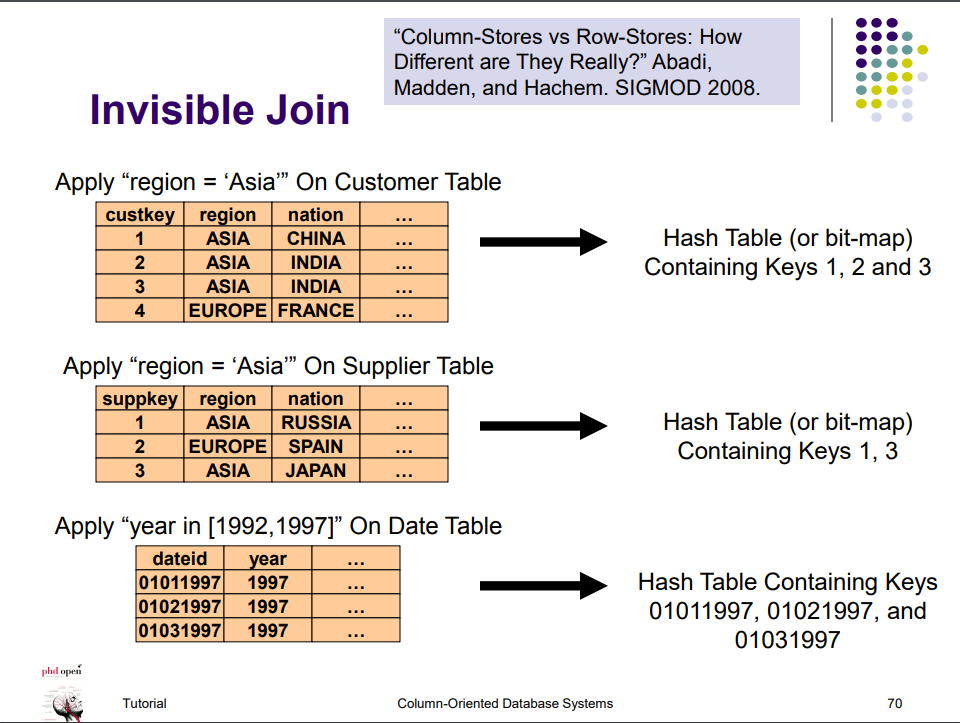 “Column-Stores vs Row-Stores: How
Different are They Really?” Abadi,
Madden, and Hachem. SIGMOD 2008.
Invisible Join
Apply “region = ‘Asia’” On Customer Table
custkey region nation …
1 ASIA CHINA …
2 ASIA INDIA …
3 ASIA INDIA …
4 EUROPE FRANCE …
Hash Table (or bit-map)
Containing Keys 1, 2 and 3
Apply “region = ‘Asia’” On Supplier Table
suppkey region nation …
1 ASIA RUSSIA …
2 EUROPE SPAIN …
3 ASIA JAPAN …
Hash Table (or bit-map)
Containing Keys 1, 3
Apply “year in [1992,1997]” On Date Table
dateid year …
01011997 1997 …
01021997 1997 …
01031997 1997 …
Hash Table Containing Keys
01011997, 01021997, and
01031997
phd open
Tutorial Column-Oriented Database Systems 70